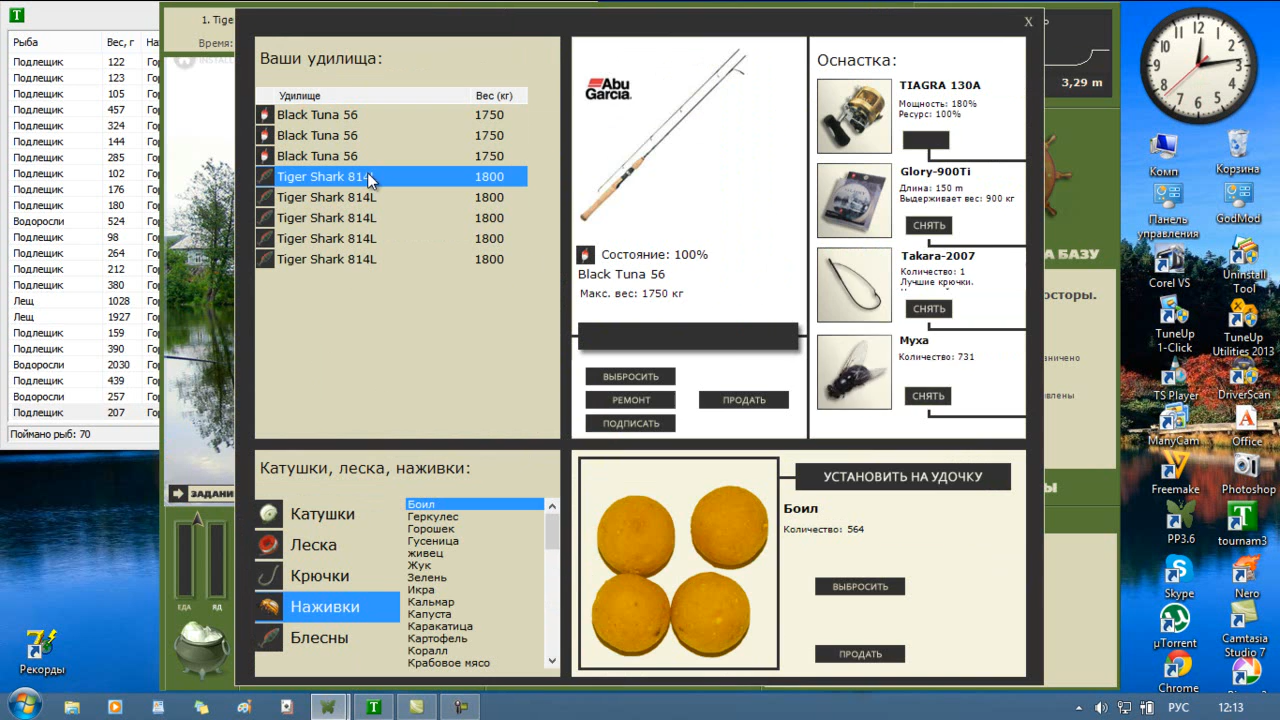 Рыба Вес, г
Подлещик 122
Подлещик 123
Подлещик 105
Подлещик 457
Подлещик 324
Подлещик 144
Подлещик 285
Подлещик 102
Подлещик 176
Подлещик 180
Водоросли 524
Подлещик 98
Подлещик 264
Подлещик 212
Подлещик 380
Лещ 1028
Лещ 1927
Подлещик 159
Подлещик 390
Водоросли 2030
Подлещик 439
Водоросли 257
Подлещик 207
Поймано рыб: 70
Рекорды
1. Tige
Время:
INSTALL
ЕДА
X
Ваши удилища:
Удилище Вес (кг)
Black Tuna 56 1750
Black Tuna 56 1750
Black Tuna 56 1750
Tiger Shark 814L 1800
Tiger Shark 814L 1800
Tiger Shark 814L 1800
Tiger Shark 814L 1800
Tiger Shark 814L 1800
Abu
Garcia
Состояние: 100%
Black Tuna 56
Макс. вес: 1750 кг
ВЫБРОСИТЬ
РЕМОНТ
ПРОДАТЬ
ПОДПИСАТЬ
Оснастка:
TIAGRA 130A
Мощность: 180%
Ресурс: 100%
Glory-900Ti
Длина: 150 m
Выдерживает вес: 900 кг
СНЯТЬ
Takara-2007
Количество: 1
Лучшие крючки.
СНЯТЬ
Муха
Количество: 731
СНЯТЬ
Катушки, леска, наживки:
Катушки
Леска
Крючки
Наживки
Блесны
Боил
Геркулес
Горошек
Гусеница
живец
Жук
Зелень
Икра
Кальмар
Капуста
Каракатица
Картофель
Коралл
Крабовое мясо
УСТАНОВИТЬ НА УДОЧКУ
Боил
Количество: 564
ВЫБРОСИТЬ
ПРОДАТЬ
3,29 m
А БАЗУ
Комп
Корзина
Панель управления
GodMod
Corel VS
Uninstall Tool
TuneUp 1-Click
TuneUp Utilities 2013
TS Player
DriverScan
ManyCam
Office
Freemake
Photoshop
PP3.6
tournam3
Skype
Nero
µTorrent
Camtasia Studio 7
Chrome
РУС
12:13